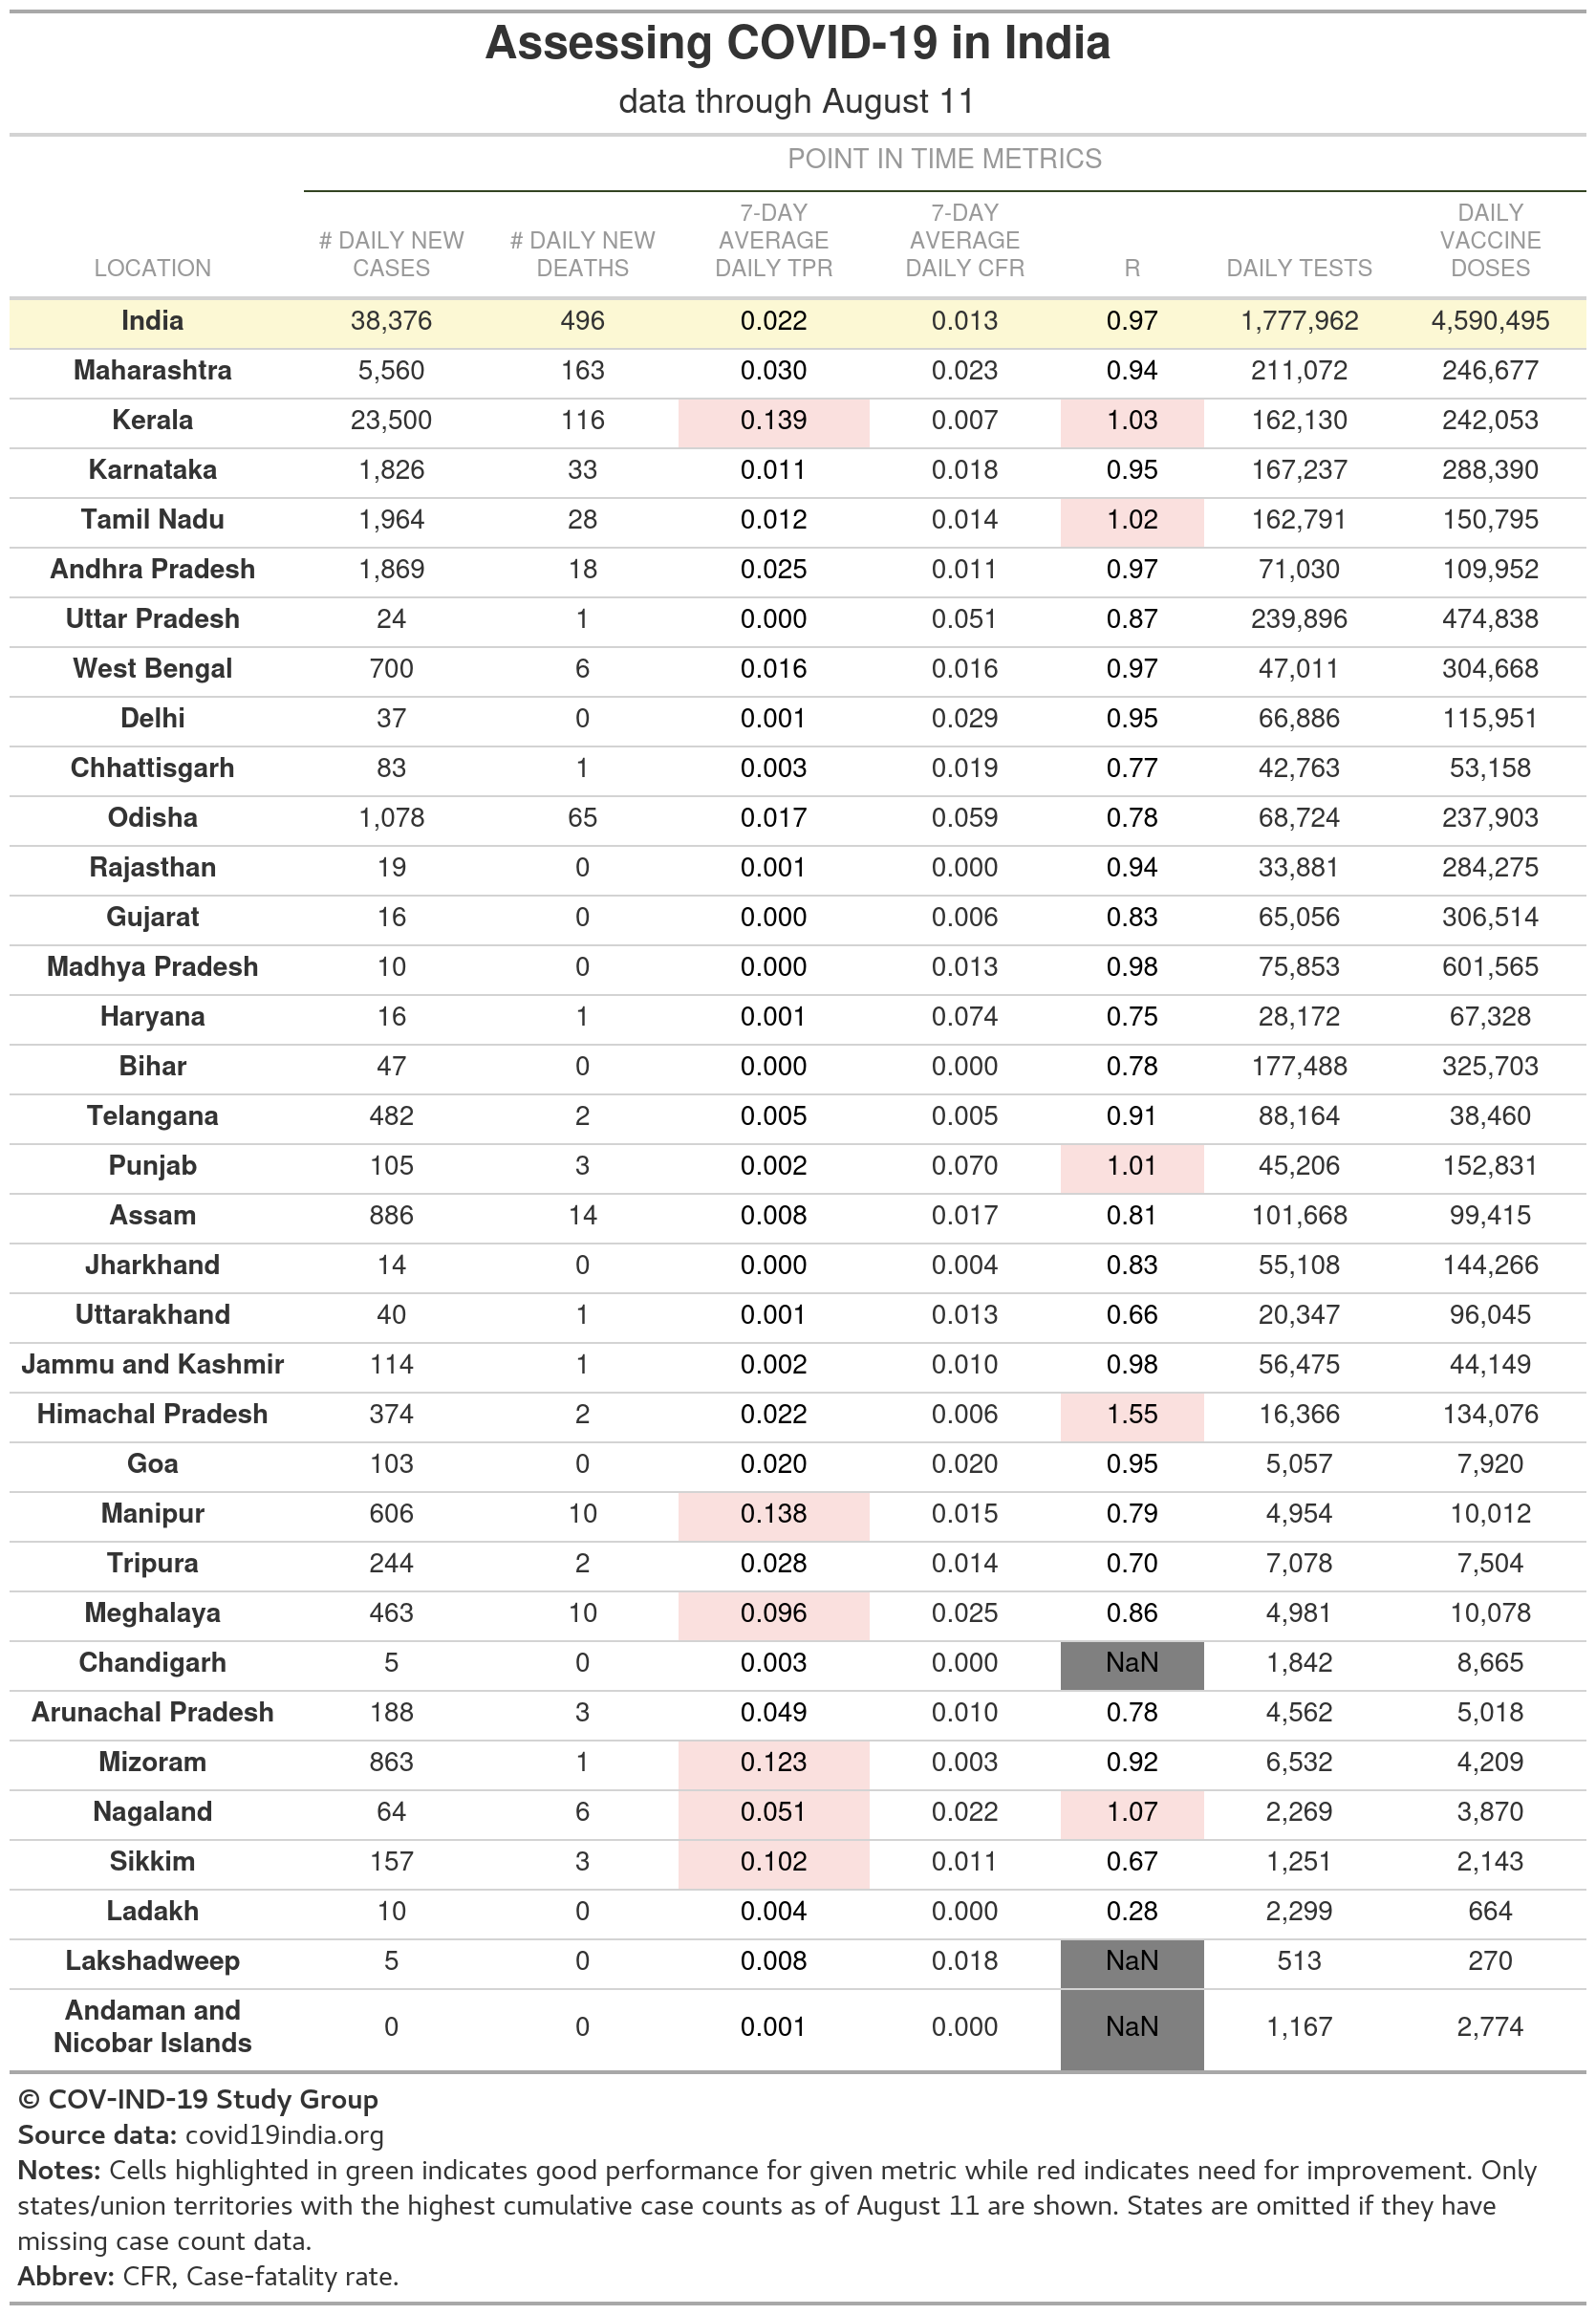 Assessing COVID-19 in India
data through August 11
POINT IN TIME METRICS
LOCATION # DAILY NEW CASES # DAILY NEW DEATHS 7-DAY AVERAGE DAILY TPR 7-DAY AVERAGE DAILY CFR R DAILY TESTS DAILY VACCINE DOSES
India 38,376 496 0.022 0.013 0.97 1,777,962 4,590,495
Maharashtra 5,560 163 0.030 0.023 0.94 211,072 246,677
Kerala 23,500 116 0.139 0.007 1.03 162,130 242,053
Karnataka 1,826 33 0.011 0.018 0.95 167,237 288,390
Tamil Nadu 1,964 28 0.012 0.014 1.02 162,791 150,795
Andhra Pradesh 1,869 18 0.025 0.011 0.97 71,030 109,952
Uttar Pradesh 24 1 0.000 0.051 0.87 239,896 474,838
West Bengal 700 6 0.016 0.016 0.97 47,011 304,668
Delhi 37 0 0.001 0.029 0.95 66,886 115,951
Chhattisgarh 83 1 0.003 0.019 0.77 42,763 53,158
Odisha 1,078 65 0.017 0.059 0.78 68,724 237,903
Rajasthan 19 0 0.001 0.000 0.94 33,881 284,275
Gujarat 16 0 0.000 0.006 0.83 65,056 306,514
Madhya Pradesh 10 0 0.000 0.013 0.98 75,853 601,565
Haryana 16 1 0.001 0.074 0.75 28,172 67,328
Bihar 47 0 0.000 0.000 0.78 177,488 325,703
Telangana 482 2 0.005 0.005 0.91 88,164 38,460
Punjab 105 3 0.002 0.070 1.01 45,206 152,831
Assam 886 14 0.008 0.017 0.81 101,668 99,415
Jharkhand 14 0 0.000 0.004 0.83 55,108 144,266
Uttarakhand 40 1 0.001 0.013 0.66 20,347 96,045
Jammu and Kashmir 114 1 0.002 0.010 0.98 56,475 44,149
Himachal Pradesh 374 2 0.022 0.006 1.55 16,366 134,076
Goa 103 0 0.020 0.020 0.95 5,057 7,920
Manipur 606 10 0.138 0.015 0.79 4,954 10,012
Tripura 244 2 0.028 0.014 0.70 7,078 7,504
Meghalaya 463 10 0.096 0.025 0.86 4,981 10,078
Chandigarh 5 0 0.003 0.000 NaN 1,842 8,665
Arunachal Pradesh 188 3 0.049 0.010 0.78 4,562 5,018
Mizoram 863 1 0.123 0.003 0.92 6,532 4,209
Nagaland 64 6 0.051 0.022 1.07 2,269 3,870
Sikkim 157 3 0.102 0.011 0.67 1,251 2,143
Ladakh 10 0 0.004 0.000 0.28 2,299 664
Lakshadweep 5 0 0.008 0.018 NaN 513 270
Andaman and Nicobar Islands 0 0 0.001 0.000 NaN 1,167 2,774
© COV-IND-19 Study Group
Source data: covid19india.org
Notes: Cells highlighted in green indicates good performance for given metric while red indicates need for improvement. Only
states/union territories with the highest cumulative case counts as of August 11 are shown. States are omitted if they have
missing case count data.
Abbrev: CFR, Case-fatality rate.